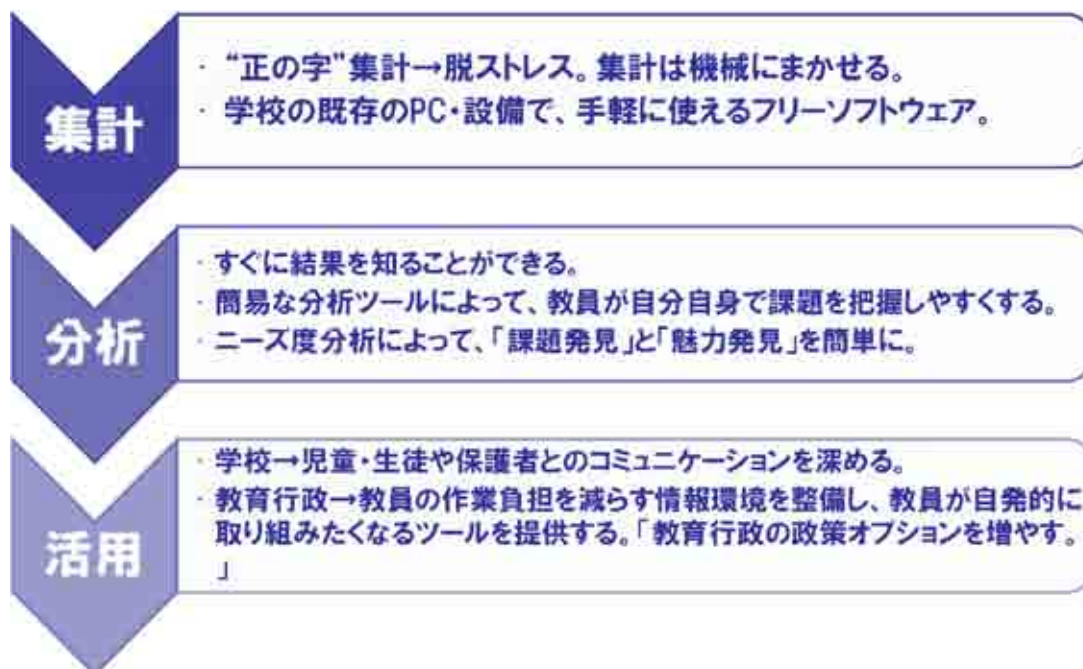 集計
・“正の字”集計→脱ストレス。集計は機械にまかせる。
・学校の既存のPC・設備で、手軽に使えるフリーソフトウェア。
分析
・すぐに結果を知ることができる。
・簡易な分析ツールによって、教員が自分自身で課題を把握しやすくする。
・ニーズ度分析によって、「課題発見」と「魅力発見」を簡単に。
活用
・学校→児童・生徒や保護者とのコミュニケーションを深める。
・教育行政→教員の作業負担を減らす情報環境を整備し、教員が自発的に
取り組みたくなるツールを提供する。「教育行政の政策オプションを増やす。
」